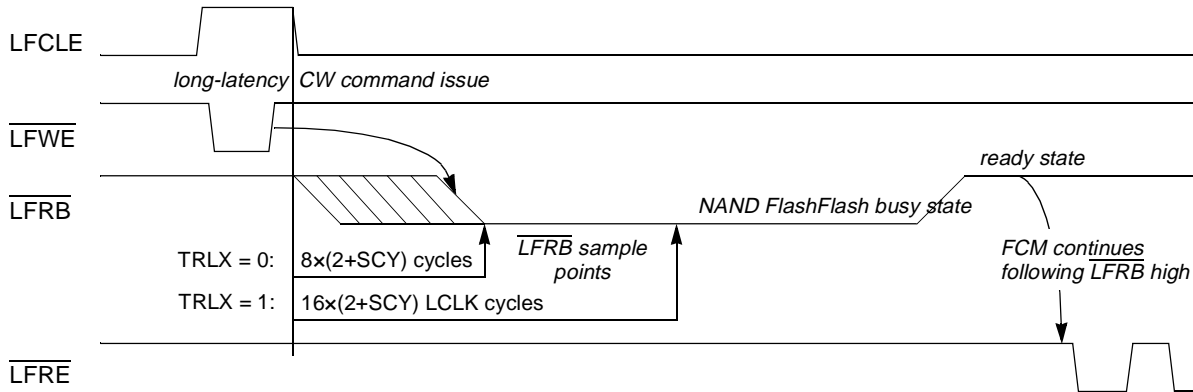 LFCLE
long-latency CW command issue
LFWE
ready state
LFRB
NAND FlashFlash busy state
TRLX = 0: 8×(2+SCY) cycles
LFRB sample
points
FCM continues
following LFRB high
TRLX = 1: 16×(2+SCY) LCLK cycles
LFRE